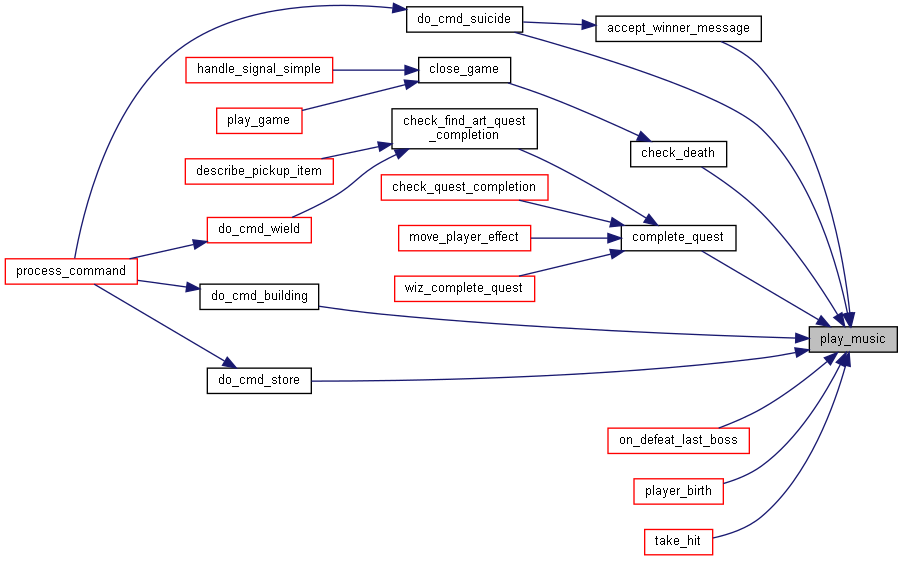 do_cmd_suicide
accept_winner_message
handle_signal_simple
close_game
play_game
check_find_art_quest
_completion
check_death
describe_pickup_item
check_quest_completion
do_cmd_wield
move_player_effect
complete_quest
process_command
wiz_complete_quest
do_cmd_building
play_music
do_cmd_store
on_defeat_last_boss
player_birth
take_hit